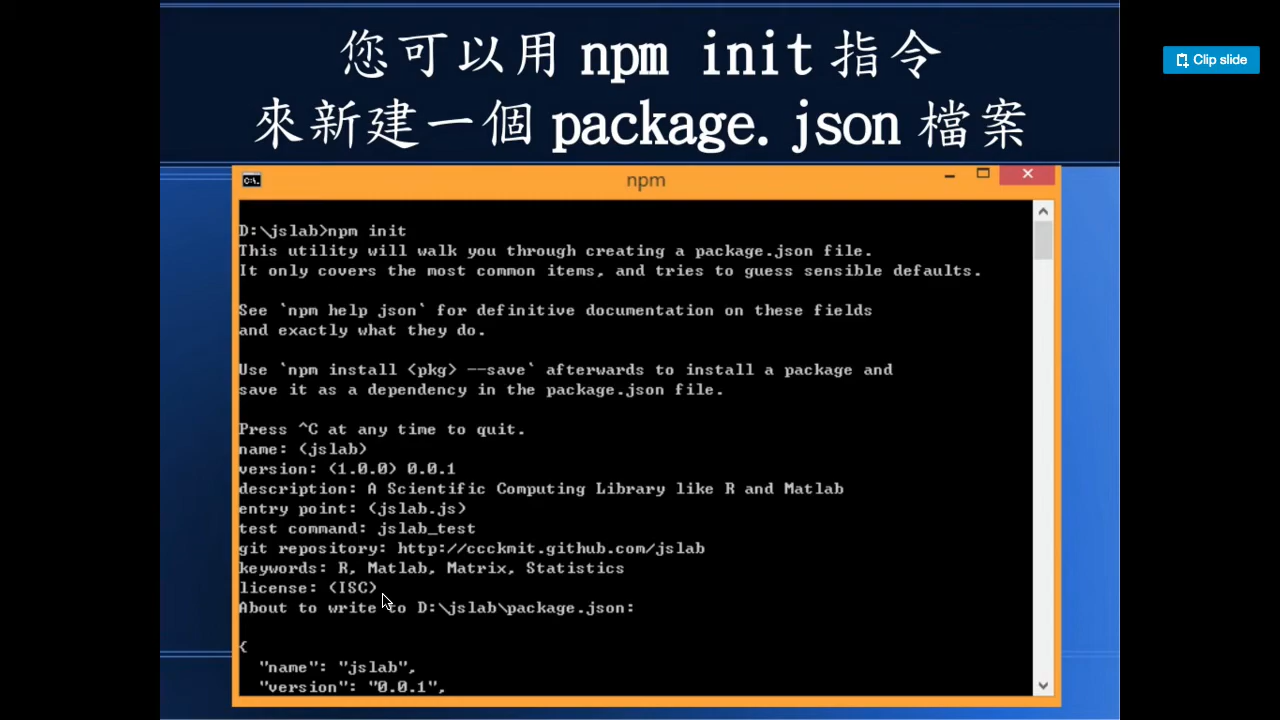 您可以用 npm init 指令
來新建一個 package.json 檔案
Clip slide
npm
D:\jslab>npm init
This utility will walk you through creating a package.json file.
It only covers the most common items, and tries to guess sensible defaults.
See `npm help json` for definitive documentation on these fields
and exactly what they do.
Use `npm install <pkg> --save` afterwards to install a package and
save it as a dependency in the package.json file.
Press ^C at any time to quit.
name: (jslab)
version: (1.0.0) 0.0.1
description: A Scientific Computing Library like R and Matlab
entry point: (jslab.js)
test command: jslab_test
git repository: http://ccckmit.github.com/jslab
keywords: R, Matlab, Matrix, Statistics
license: (ISC)
About to write to D:\jslab\package.json:
{
"name": "jslab",
"version": "0.0.1",